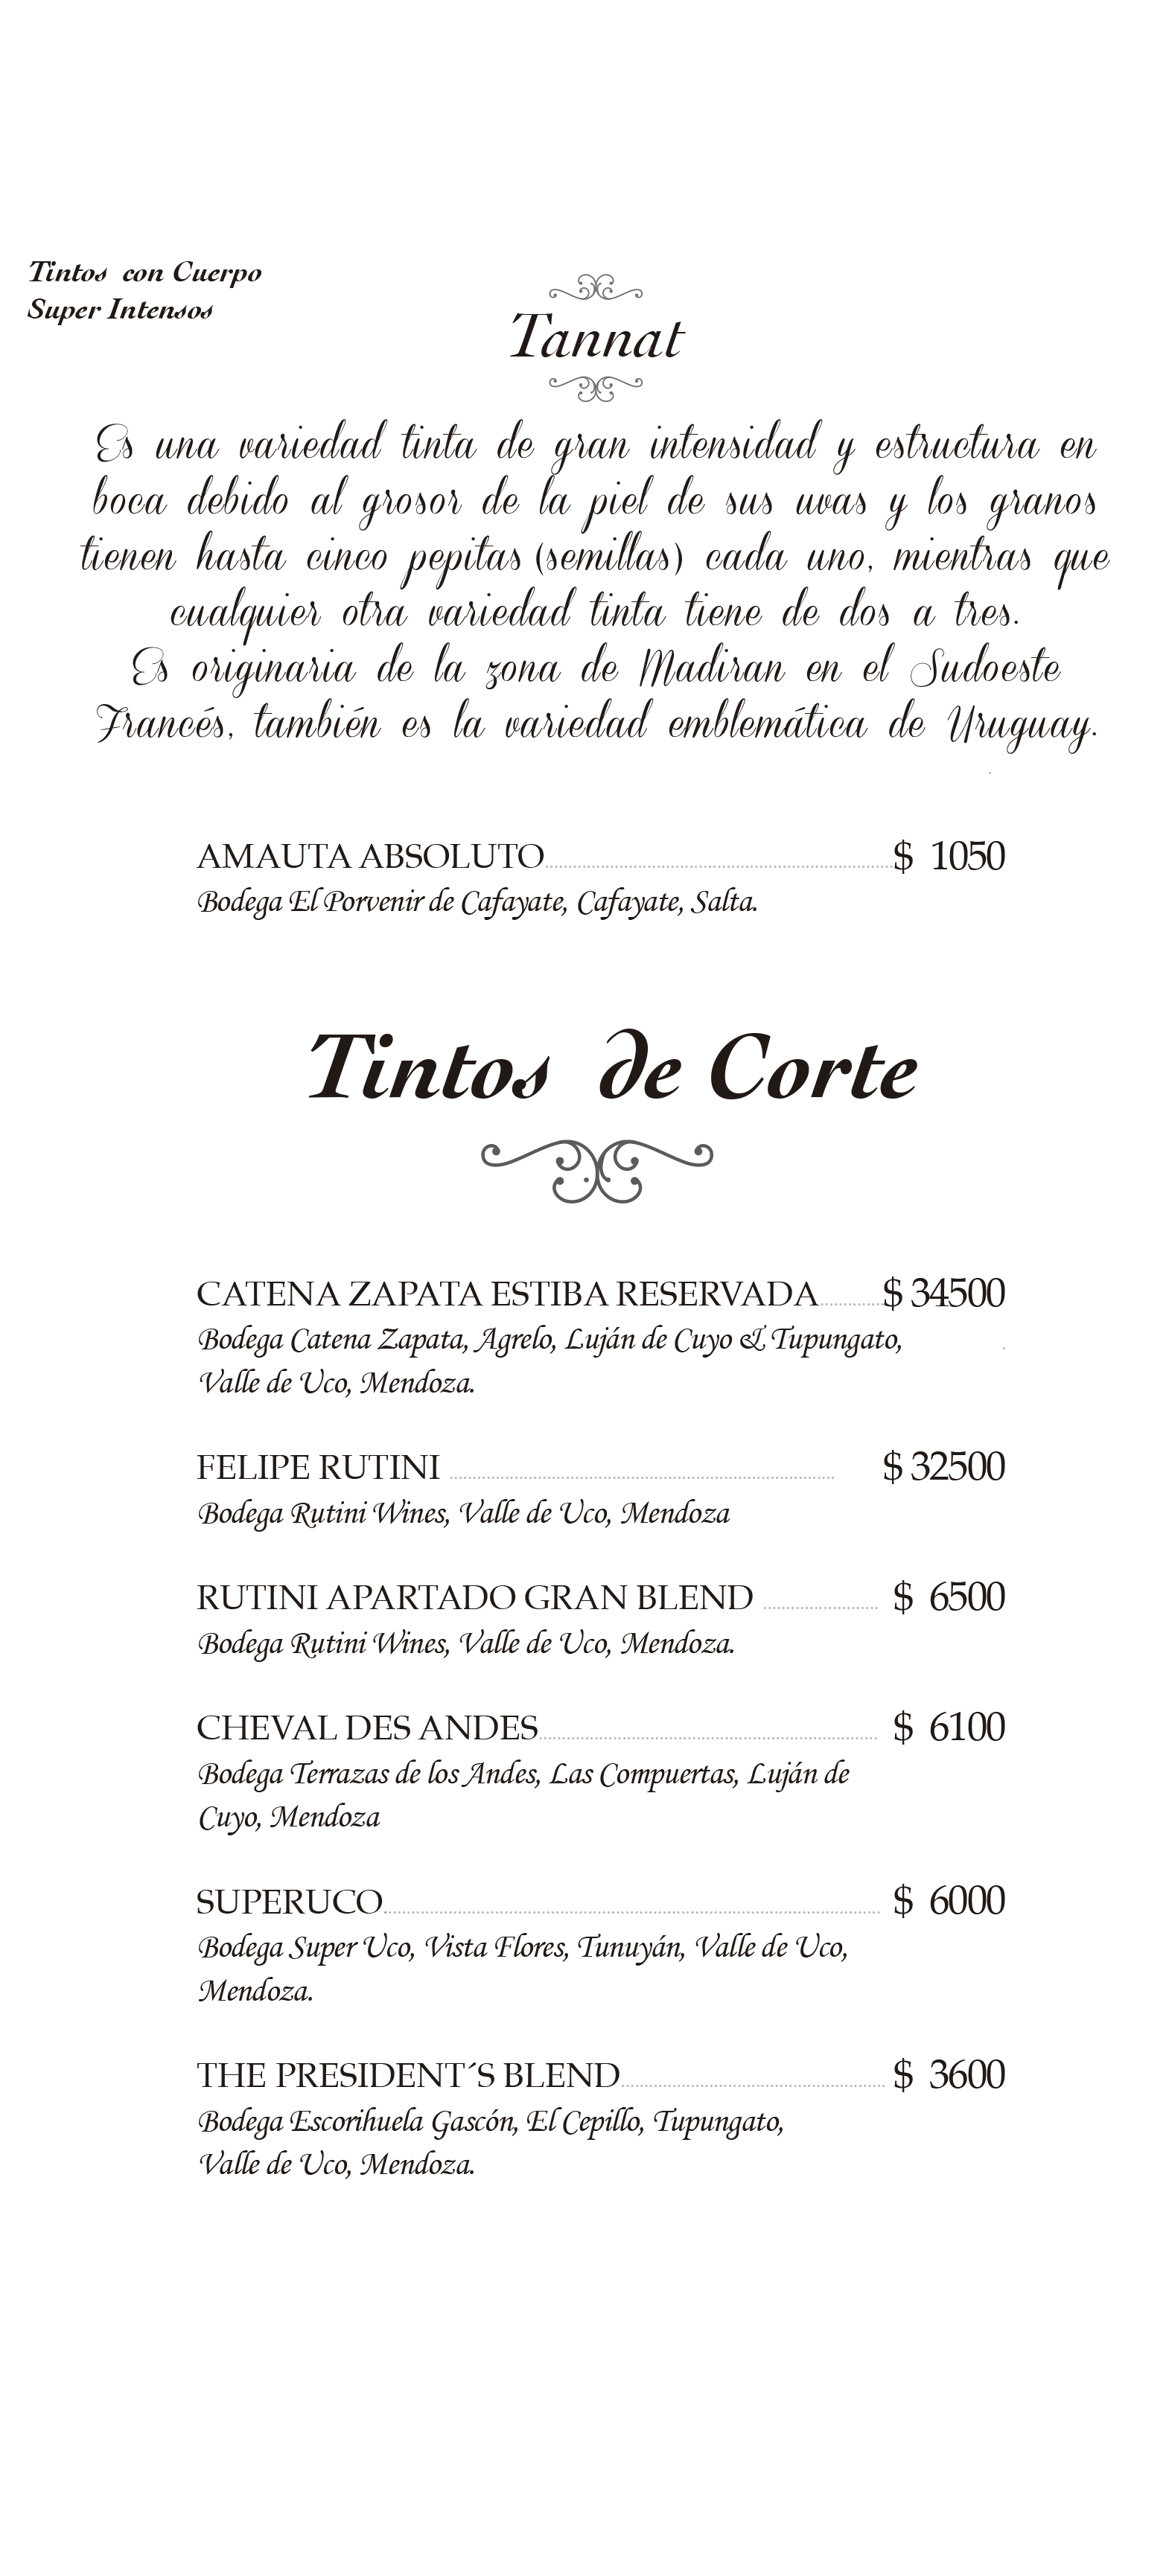 Tintos con Cuerpo
Super Intensos
Tannat
Es una variedad tinta de gran intensidad y estructura en
boca debido al grosor de la piel de sus uvas y los granos
tienen hasta cinco pepitas (semillas) cada uno, mientras que
cualquier otra variedad tinta tiene de dos a tres.
Es originaria de la zona de Madiran en el Sudoeste
Francés, también es la variedad emblemática de Uruguay.
AMAUTA ABSOLUTO $ 1050
Bodega El Porvenir de Cafayate, Cafayate, Salta.
Tintos de Corte
CATENA ZAPATA ESTIBA RESERVADA $ 34500
Bodega Catena Zapata, Agrelo, Luján de Cuyo & Tupungato,
Valle de Uco, Mendoza.
FELIPE RUTINI $ 32500
Bodega Rutini Wines, Valle de Uco, Mendoza
RUTINI APARTADO GRAN BLEND $ 6500
Bodega Rutini Wines, Valle de Uco, Mendoza.
CHEVAL DES ANDES $ 6100
Bodega Terrazas de los Andes, Las Compuertas, Luján de
Cuyo, Mendoza
SUPERUCO $ 6000
Bodega Super Uco, Vista Flores, Tunuyán, Valle de Uco,
Mendoza.
THE PRESIDENT´S BLEND $ 3600
Bodega Escorihuela Gascón, El Cepillo, Tupungato,
Valle de Uco, Mendoza.